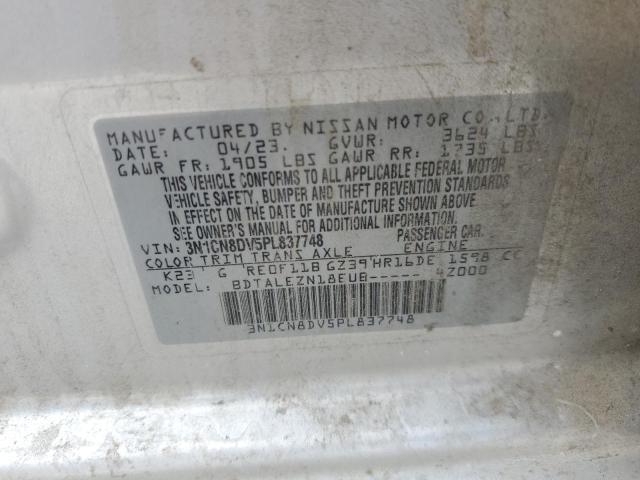 MANUFACTURED BY NISSAN MOTOR CO.,LTD.
DATE: 04/23. GVWR: 3624 LBS
GAWR FR: 1905 LBS GAWR RR: 1735 LBS
THIS VEHICLE CONFORMS TO ALL APPLICABLE FEDERAL MOTOR
VEHICLE SAFETY, BUMPER AND THEFT PREVENTION STANDARDS
IN EFFECT ON THE DATE OF MANUFACTURE SHOWN ABOVE
SEE OWNERS MANUAL FOR ADDITIONAL INFORMATION.
VIN: 3N1CN8DV5PL837748 PASSENGER CAR
COLOR TRIM TRANS AXLE ENGINE
K23 G RE0F11B GZ39 HR16DE 1598 CC
MODEL: BDTALEZN18EUB----- 4Z000
3N1CN8DV5PL837748